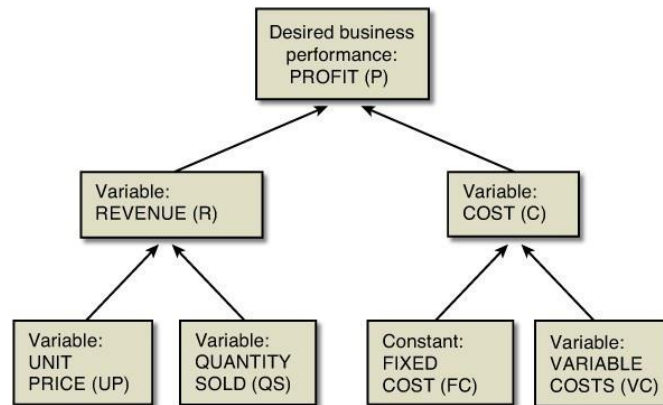 Desired business
performance:
PROFIT (P)
Variable:
REVENUE (R)
Variable:
COST (C)
Variable:
UNIT
PRICE (UP)
Variable:
QUANTITY
SOLD (QS)
Constant:
FIXED
COST (FC)
Variable:
VARIABLE
COSTS (VC)